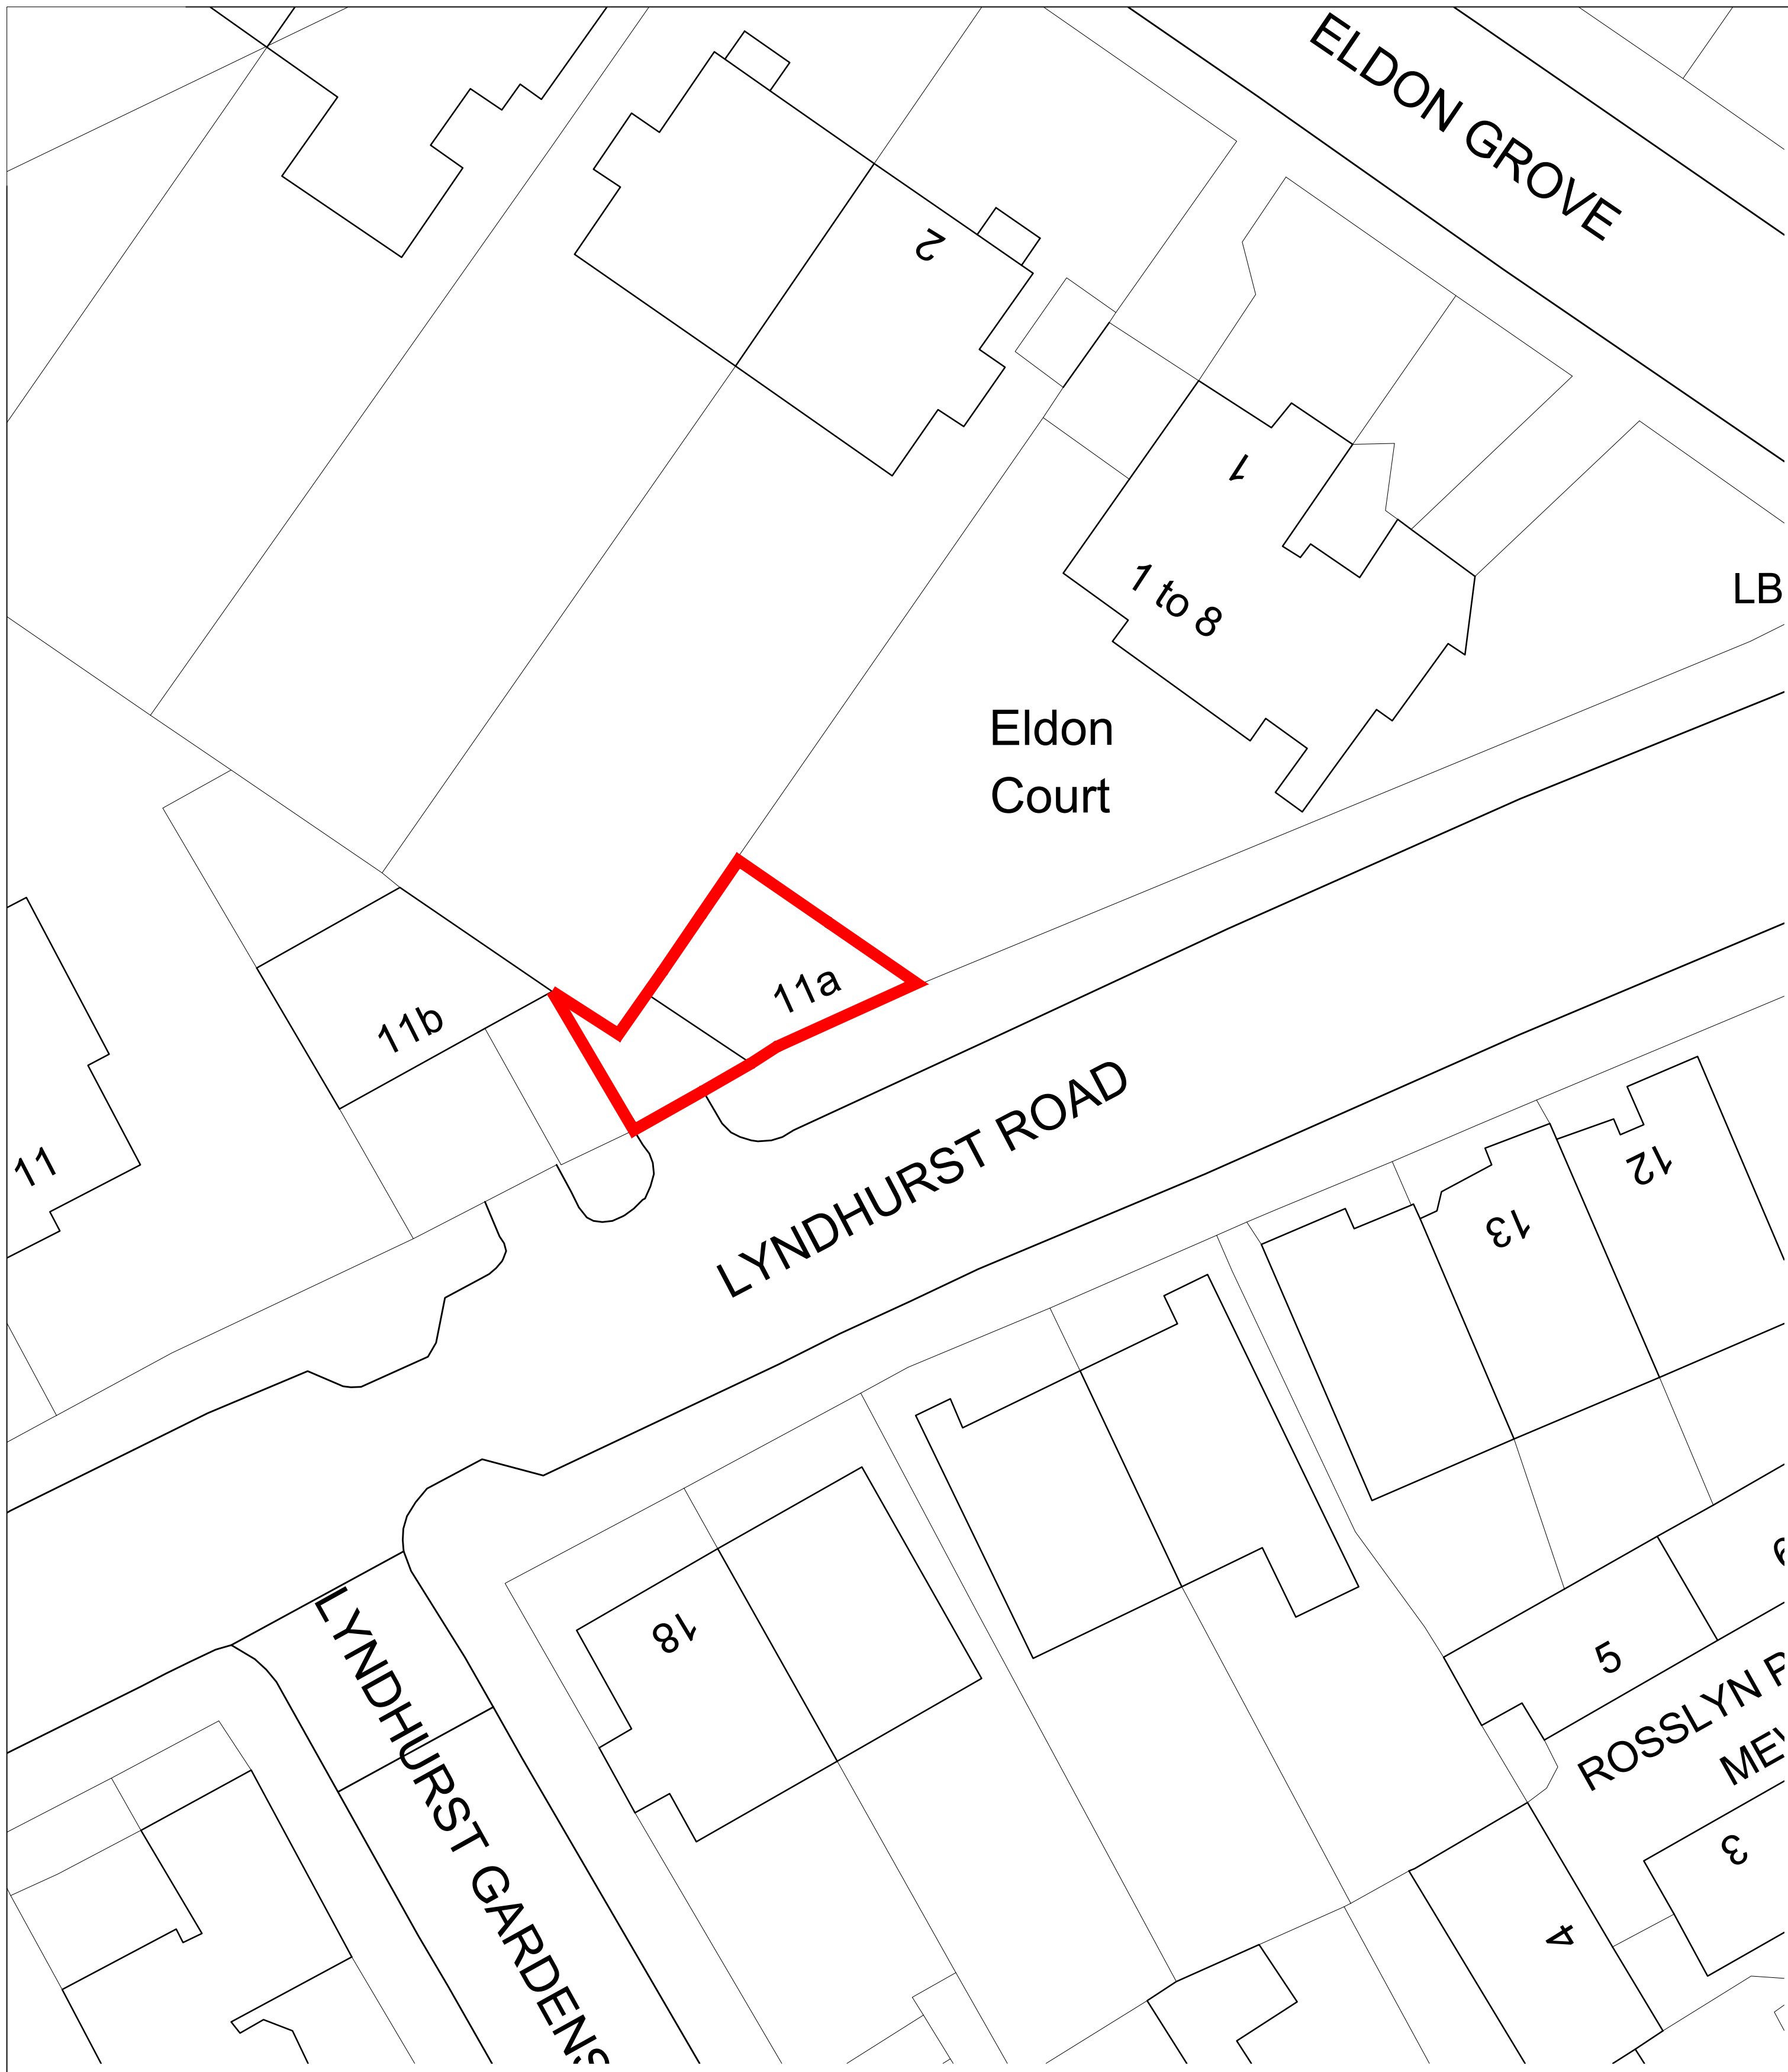 ELDON GROVE
2
1
1 to 8
LB
Eldon
Court
11a
11b
11
LYNDHURST ROAD
12
13
18
LYNDHURST GARDENS
5
ROSSLYN
3
4